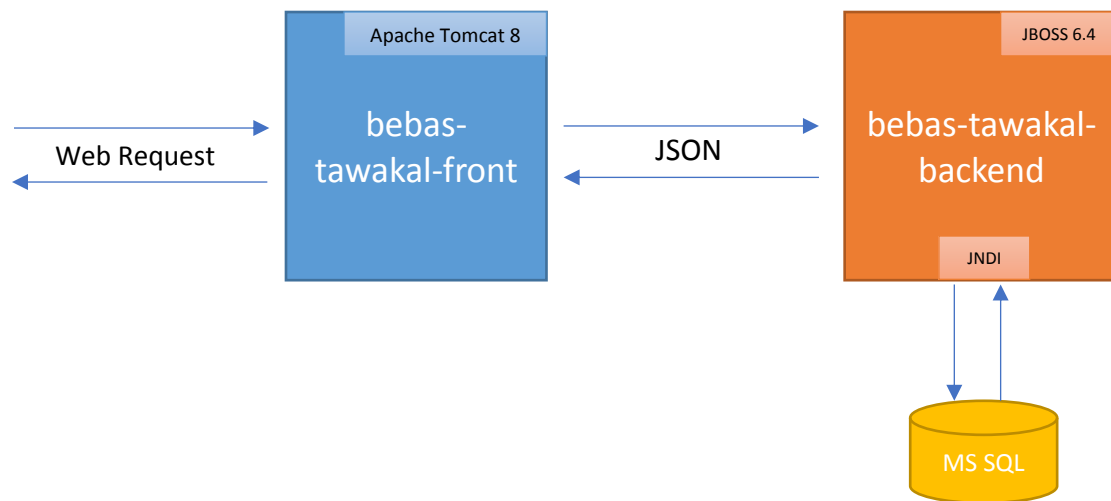 Apache Tomcat 8
JBOSS 6.4
bebas-
tawakal-front
bebas-tawakal-
backend
Web Request
JSON
JNDI
MS SQL